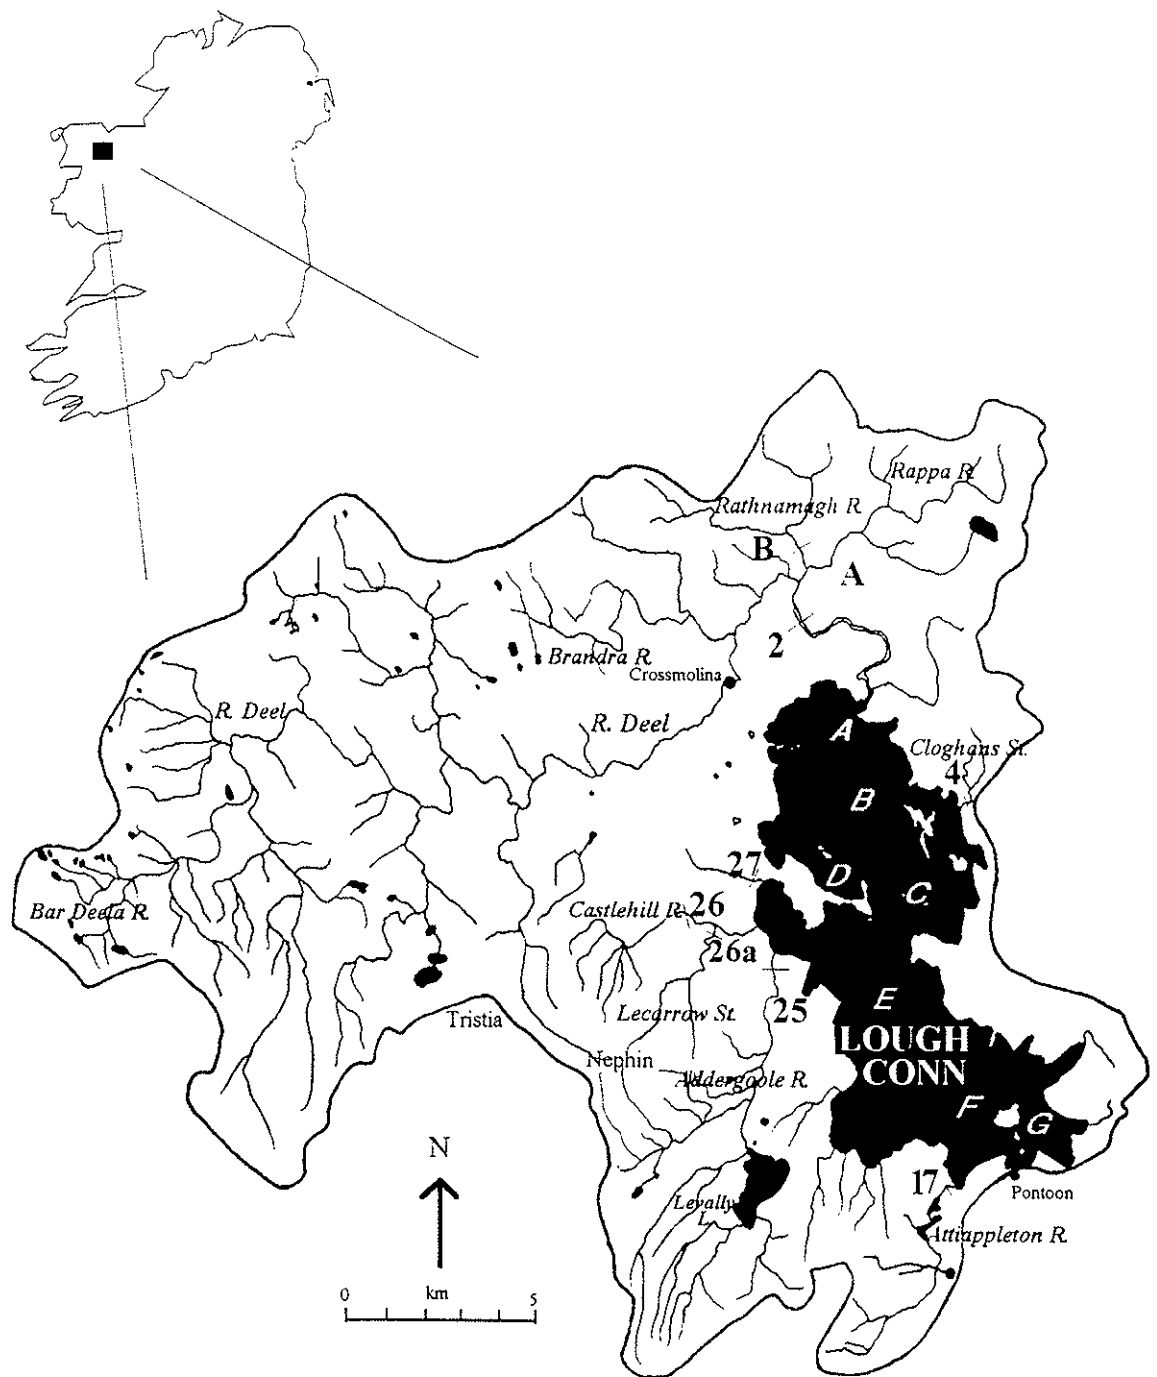 Rappa R.
Rathnamagh R.
B
A
2
Brandra R.
Crossmolina
R. Deel
R. Deel
A
Cloghans St.
4
B
27
D
C
Bar Deela R.
Castlehill R.
26
26a
E
Lecarrow St.
25
Tristia
LOUGH
CONN
Nephin
Addergoole R.
F
G
N
17
Pontoon
Levally
L.
Attiappleton R.
0 km 5